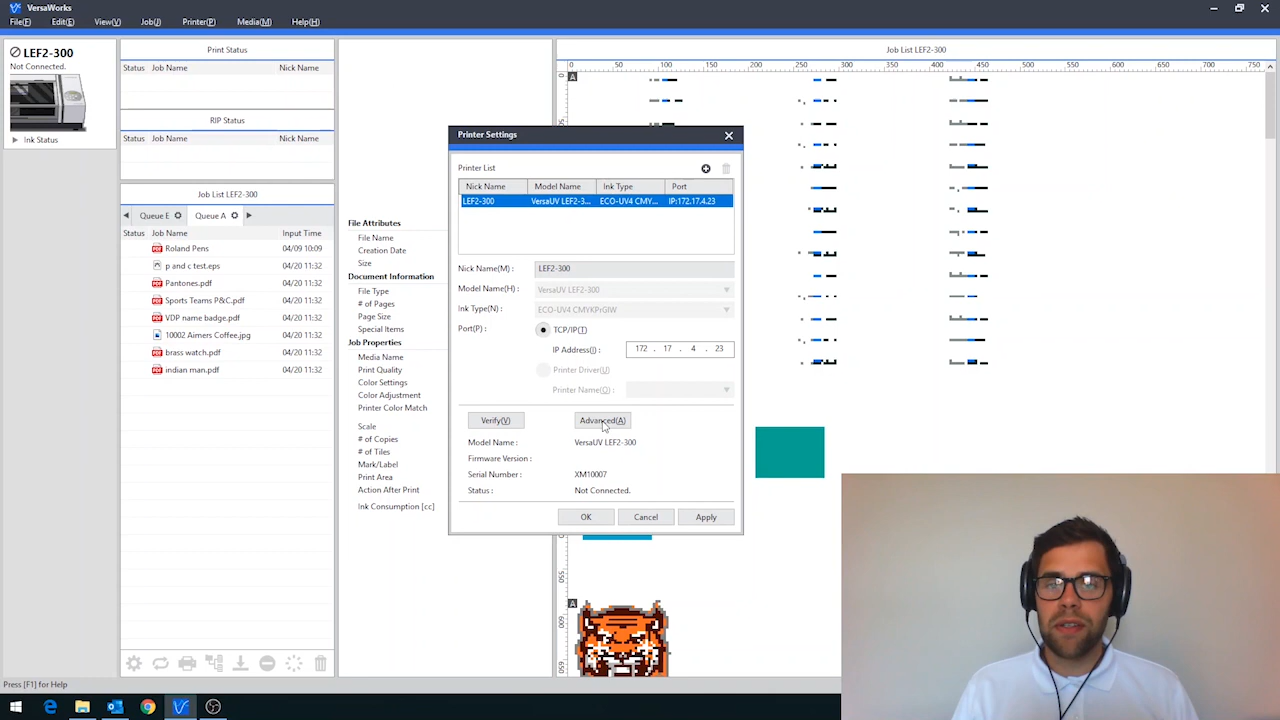 VersaWorks
File(F) Edit(E) View(V) Job(J) Printer(P) Media(M) Help(H)
LEF2-300
Not Connected.
Ink Status
Print Status
Status Job Name Nick Name
RIP Status
Status Job Name Nick Name
Job List LEF2-300
Queue E Queue A
Status Job Name Input Time
Roland Pens 04/09 10:09
p and c test.eps 04/20 11:32
Pantones.pdf 04/20 11:32
Sports Teams P&C.pdf 04/20 11:32
VDP name badge.pdf 04/20 11:32
10002 Aimers Coffee.jpg 04/20 11:32
brass watch.pdf 04/20 11:32
indian man.pdf 04/20 11:32
File Attributes
File Name
Creation Date
Size
Document Information
File Type
# of Pages
Page Size
Special Items
Job Properties
Media Name
Print Quality
Color Settings
Color Adjustment
Printer Color Match
Scale
# of Copies
# of Tiles
Mark/Label
Print Area
Action After Print
Ink Consumption [cc]
Job List LEF2-300
0 50 100 150 200 250 300 350 400 450 500 550 600 650 700 750
0
A
550
A
600
650
Printer Settings
Printer List
Nick Name Model Name Ink Type Port
LEF2-300 VersaUV LEF2-3... ECO-UV4 CMY... IP:172.17.4.23
Nick Name(M) : LEF2-300
Model Name(H) : VersaUV LEF2-300
Ink Type(N) : ECO-UV4 CMYKPrGlW
Port(P) : TCP/IP(T)
IP Address(I) : 172 . 17 . 4 . 23
Printer Driver(U)
Printer Name(O) :
Verify(V) Advanced(A)
Model Name : VersaUV LEF2-300
Firmware Version :
Serial Number : XM10007
Status : Not Connected.
OK Cancel Apply
Press [F1] for Help